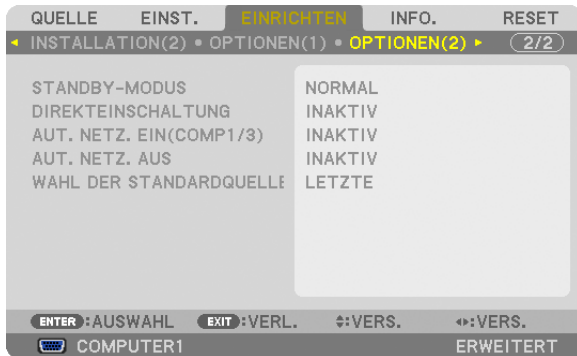 QUELLE EINST. EINRICHTEN INFO. RESET
◄ INSTALLATION(2) • OPTIONEN(1) • OPTIONEN(2) ► 2/2
STANDBY-MODUS NORMAL
DIREKTEINSCHALTUNG INAKTIV
AUT. NETZ. EIN(COMP1/3) INAKTIV
AUT. NETZ. AUS INAKTIV
WAHL DER STANDARDQUELLE LETZTE
ENTER:AUSWAHL EXIT:VERL. ♦:VERS. ◄►:VERS.
COMPUTER1 ERWEITERT